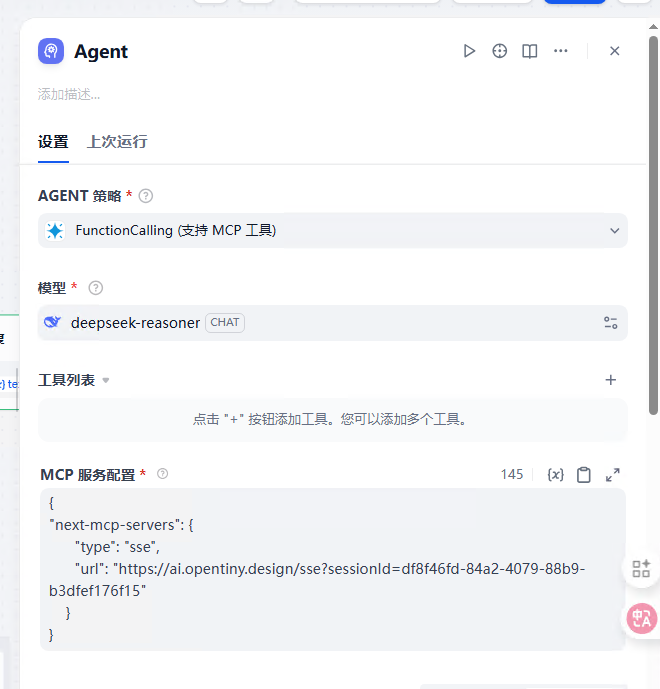 Agent
添加描述...
设置 上次运行
AGENT 策略 *
FunctionCalling (支持 MCP 工具)
模型 *
deepseek-reasoner CHAT
工具列表
点击 "+" 按钮添加工具。您可以添加多个工具。
MCP 服务配置 * 145 {x}
{
"next-mcp-servers": {
"type": "sse",
"url": "https://ai.opentiny.design/sse?sessionId=df8f46fd-84a2-4079-88b9-
b3dfef176f15"
}
}